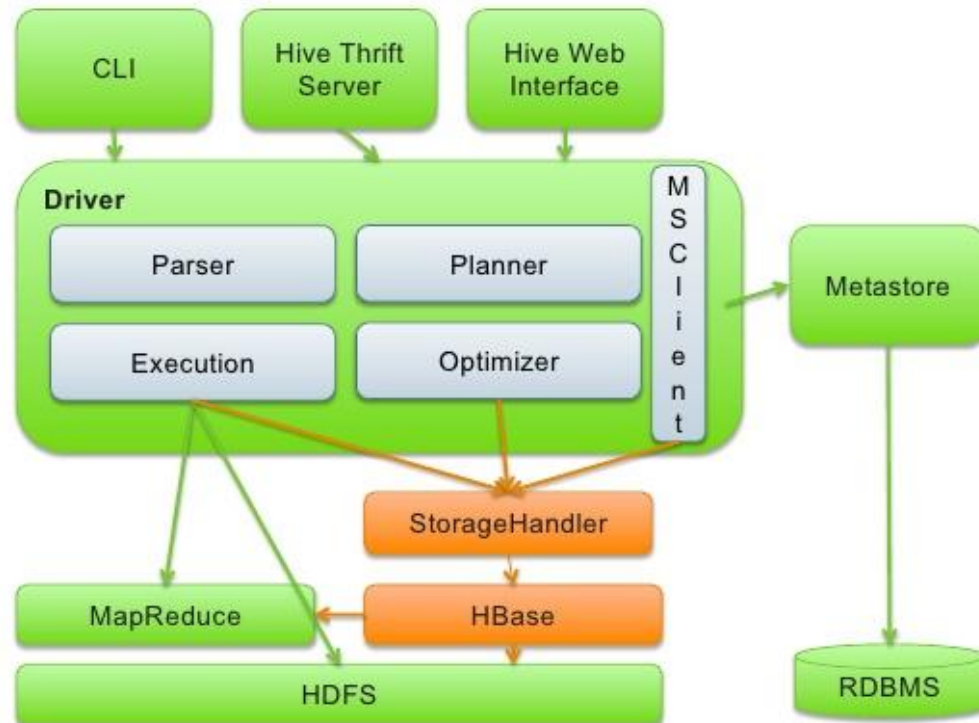 CLI
Hive Thrift
Server
Hive Web
Interface
Driver
Parser
Planner
Execution
Optimizer
M
S
C
l
i
e
n
t
Metastore
StorageHandler
MapReduce
HBase
HDFS
RDBMS